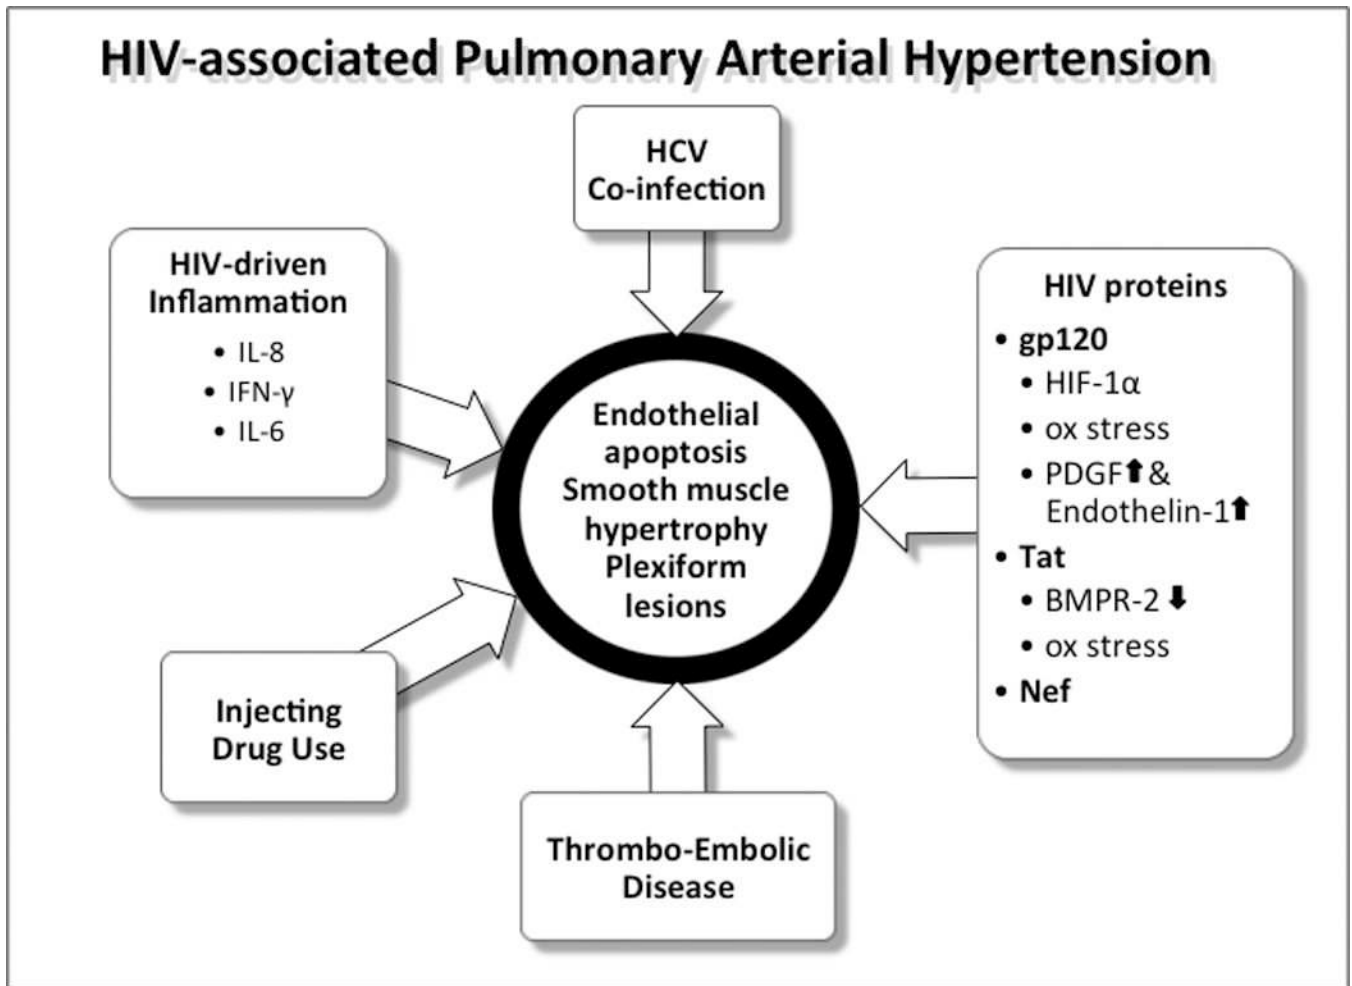 HIV-associated Pulmonary Arterial Hypertension
HCV
Co-infection
HIV-driven
Inflammation
• IL-8
• IFN-γ
• IL-6
HIV proteins
• gp120
• HIF-1α
• ox stress
• PDGF⬆&
Endothelin-1⬆
• Tat
• BMPR-2⬇
• ox stress
• Nef
Endothelial
apoptosis
Smooth muscle
hypertrophy
Plexiform
lesions
Injecting
Drug Use
Thrombo-Embolic
Disease